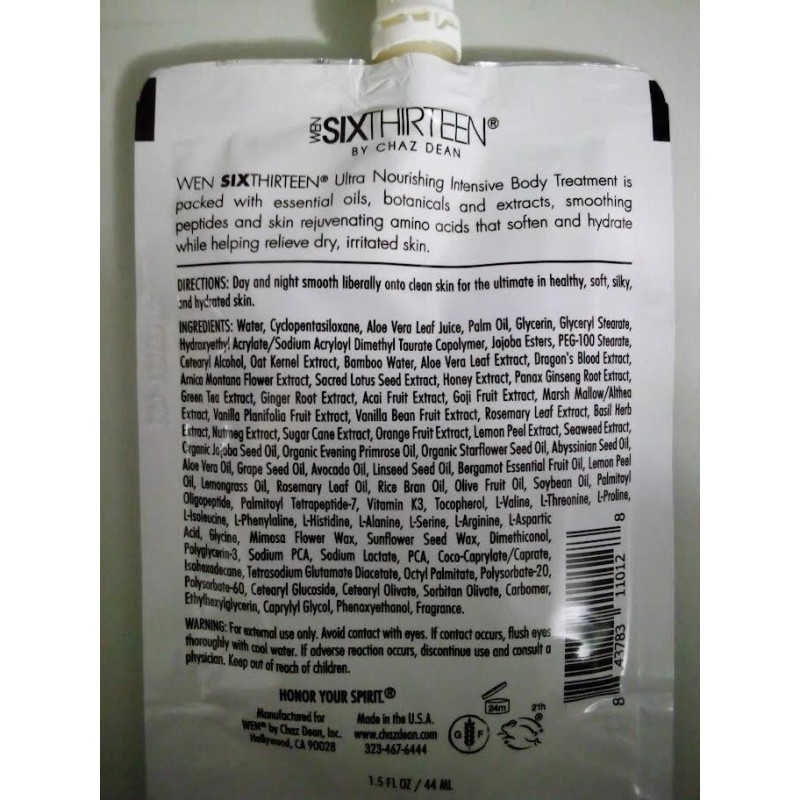 WEN SIXTHIRTEEN®
BY CHAZ DEAN
WEN SIXTHIRTEEN® Ultra Nourishing Intensive Body Treatment is
packed with essential oils, botanicals and extracts, smoothing
peptides and skin rejuvenating amino acids that soften and hydrate
while helping relieve dry, irritated skin.
DIRECTIONS: Day and night smooth liberally onto clean skin for the ultimate in healthy, soft, silky,
and hydrated skin.
INGREDIENTS: Water, Cyclopentasiloxane, Aloe Vera Leaf Juice, Palm Oil, Glycerin, Glyceryl Stearate,
Hydroxyethyl Acrylate/Sodium Acryloyl Dimethyl Taurate Copolymer, Jojoba Esters, PEG-100 Stearate,
Cetearyl Alcohol, Oat Kernel Extract, Bamboo Water, Aloe Vera Leaf Extract, Dragon's Blood Extract,
Arnica Montana Flower Extract, Sacred Lotus Seed Extract, Honey Extract, Panax Ginseng Root Extract,
Green Tea Extract, Ginger Root Extract, Acai Fruit Extract, Goji Fruit Extract, Marsh Mallow/Althea
Extract, Vanilla Planifolia Fruit Extract, Vanilla Bean Fruit Extract, Rosemary Leaf Extract, Basil Herb
Extract, Nutmeg Extract, Sugar Cane Extract, Orange Fruit Extract, Lemon Peel Extract, Seaweed Extract,
Organic Jojoba Seed Oil, Organic Evening Primrose Oil, Organic Starflower Seed Oil, Abyssinian Seed Oil,
Aloe Vera Oil, Grape Seed Oil, Avocado Oil, Linseed Seed Oil, Bergamot Essential Fruit Oil, Lemon Peel
Oil, Lemongrass Oil, Rosemary Leaf Oil, Rice Bran Oil, Olive Fruit Oil, Soybean Oil, Palmitoyl
Oligopeptide, Palmitoyl Tetrapeptide-7, Vitamin K3, Tocopherol, L-Valine, L-Threonine, L-Proline,
L-Isoleucine, L-Phenylaline, L-Histidine, L-Alanine, L-Serine, L-Arginine, L-Aspartic
Acid, Glycine, Mimosa Flower Wax, Sunflower Seed Wax, Dimethiconol,
Polyglycerin-3, Sodium PCA, Sodium Lactate, PCA, Coco-Caprylate/Caprate,
Isohexadecane, Tetrasodium Glutamate Diacetate, Octyl Palmitate, Polysorbate-20,
Polysorbate-60, Cetearyl Glucoside, Cetearyl Olivate, Sorbitan Olivate, Carbomer,
Ethylhexylglycerin, Caprylyl Glycol, Phenoxyethanol, Fragrance.
WARNING: For external use only. Avoid contact with eyes. If contact occurs, flush eyes
thoroughly with cool water. If adverse reaction occurs, discontinue use and consult a
physician. Keep out of reach of children.
8 43783 11012 8
HONOR YOUR SPIRIT.®
Manufactured for
WEN® by Chaz Dean, Inc.
Hollywood, CA 90028
Made in the U.S.A.
www.chazdean.com
323-467-6444
24m
21h
G F
®
1.5 FL OZ / 44 ML